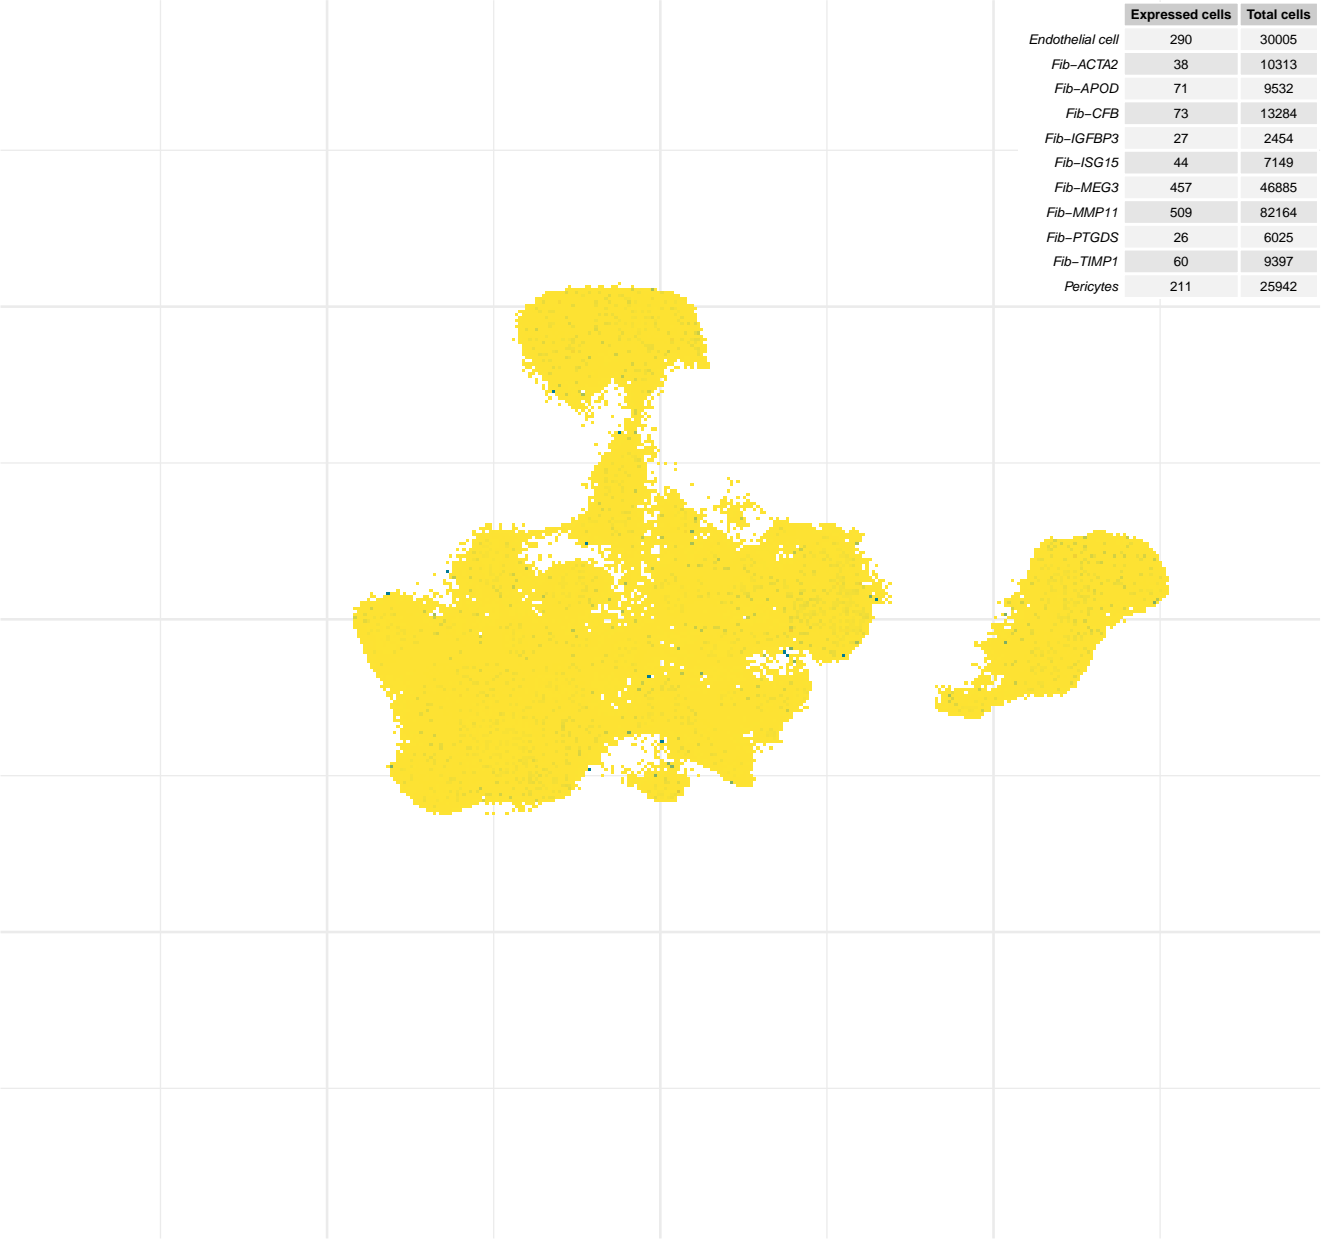 Expressed cells Total cells
Endothelial cell 290 30005
Fib−ACTA2 38 10313
Fib−APOD 71 9532
Fib−CFB 73 13284
Fib−IGFBP3 27 2454
Fib−ISG15 44 7149
Fib−MEG3 457 46885
Fib−MMP11 509 82164
Fib−PTGDS 26 6025
Fib−TIMP1 60 9397
Pericytes 211 25942